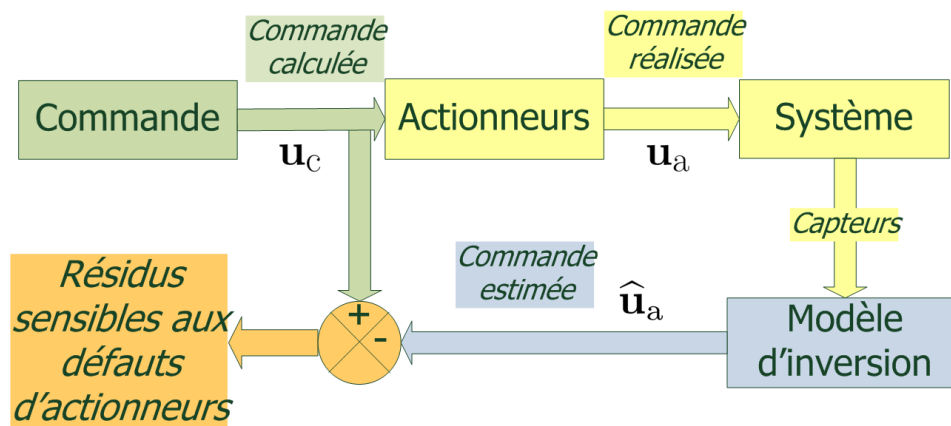 Commande
calculée
Commande
réalisée
Commande
Actionneurs
Système
u_c
u_a
Capteurs
Commande
estimée
û_a
Résidus
sensibles aux
défauts
d'actionneurs
+
-
Modèle
d'inversion